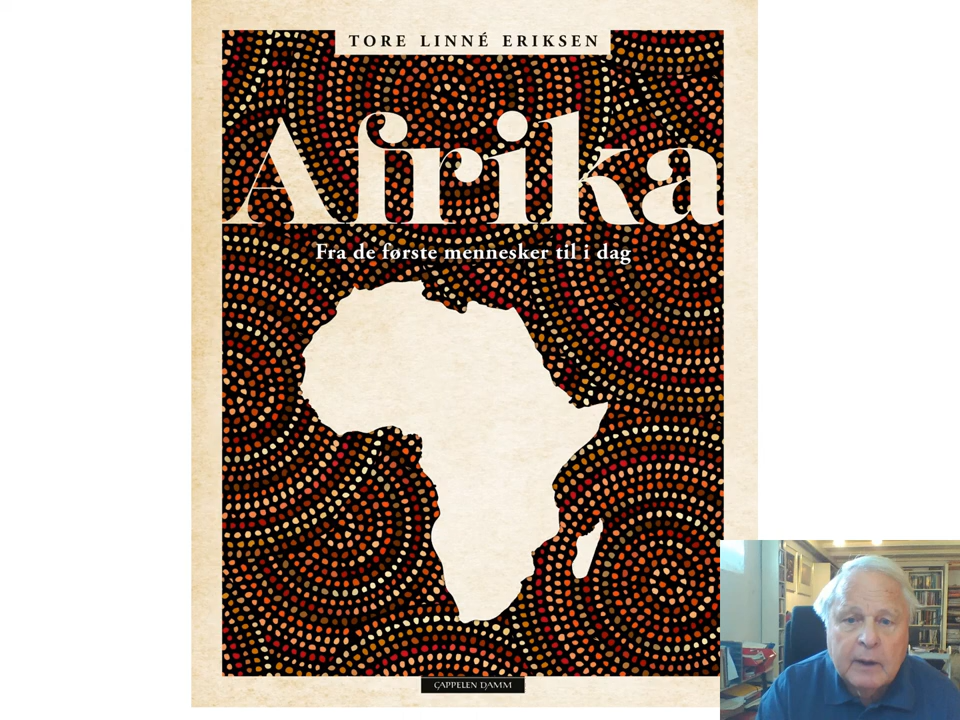 TORE LINNÉ ERIKSEN
Afrika
Fra de første mennesker til i dag
CAPPELEN DAMM